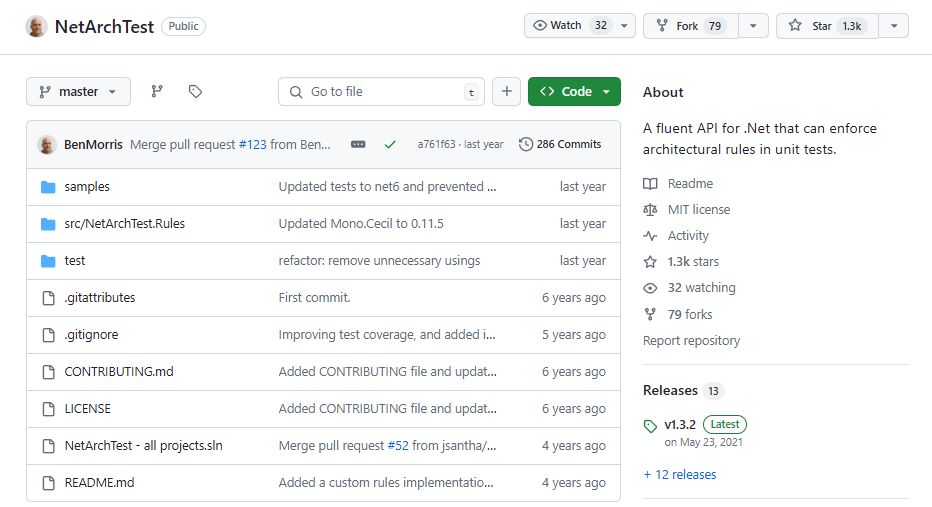 NetArchTest Public Watch 32 Fork 79 Star 1.3k
master Go to file t + <> Code
BenMorris Merge pull request #123 from Ben... a761f63 · last year 286 Commits
samples Updated tests to net6 and prevented ... last year
src/NetArchTest.Rules Updated Mono.Cecil to 0.11.5 last year
test refactor: remove unnecessary usings last year
.gitattributes First commit. 6 years ago
.gitignore Improving test coverage, and added i... 5 years ago
CONTRIBUTING.md Added CONTRIBUTING file and updat... 6 years ago
LICENSE Added CONTRIBUTING file and updat... 6 years ago
NetArchTest - all projects.sln Merge pull request #52 from jsantha/... 4 years ago
README.md Added a custom rules implementatio... 4 years ago
About
A fluent API for .Net that can enforce
architectural rules in unit tests.
Readme
MIT license
Activity
1.3k stars
32 watching
79 forks
Report repository
Releases 13
v1.3.2 Latest
on May 23, 2021
+ 12 releases